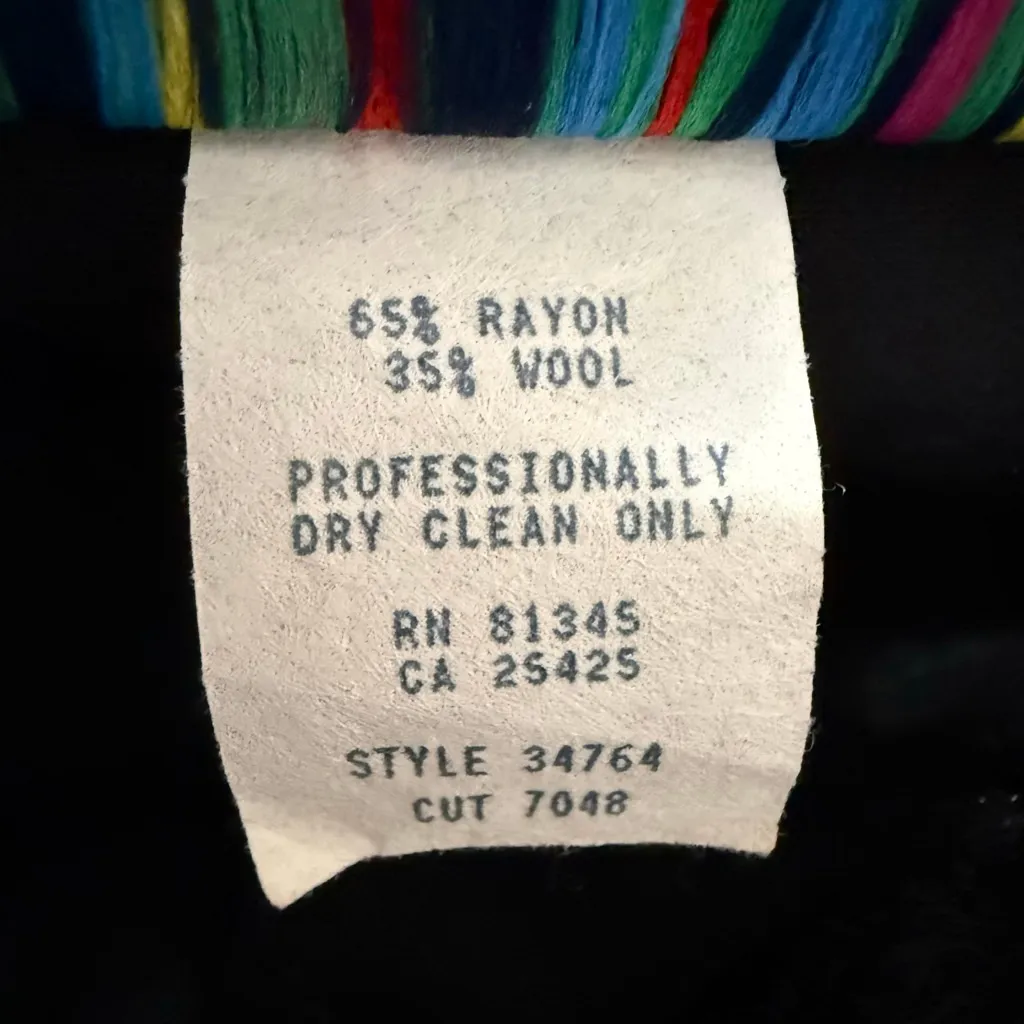 65% RAYON
35% WOOL
PROFESSIONALLY
DRY CLEAN ONLY
RN 81345
CA 25425
STYLE 34764
CUT 7048